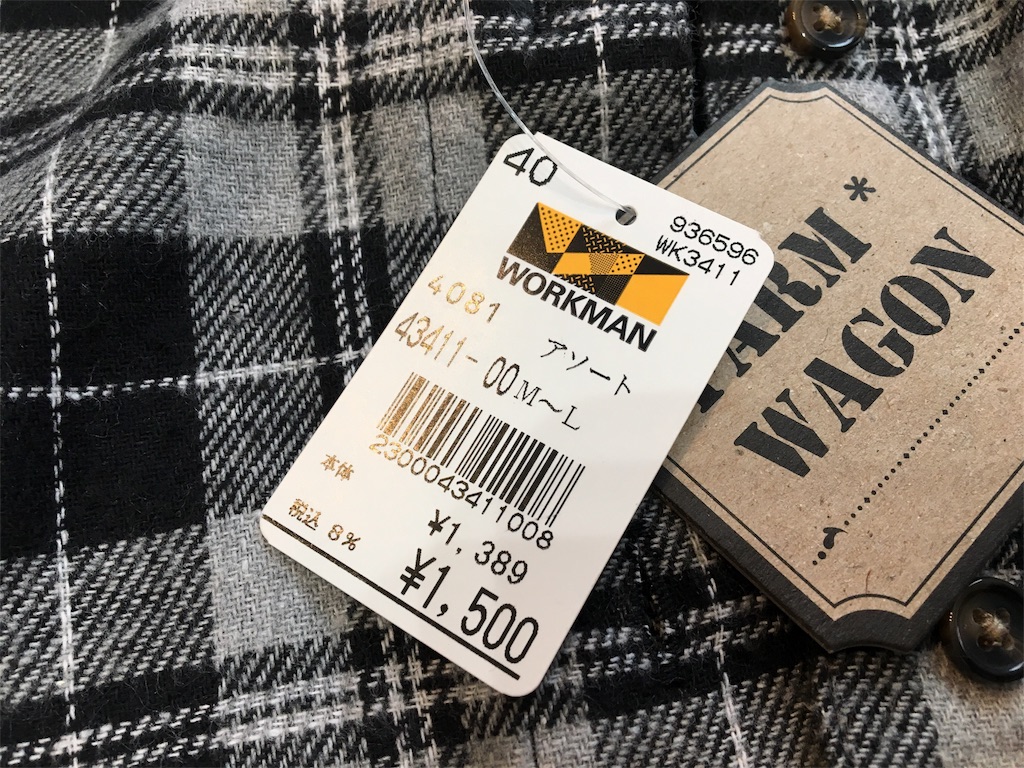 40
936596
WK3411
WORKMAN
4081
アソート
43411-00 M～L
2300043411008
本体 ¥1,389
税込 8% ¥1,500
FARM
WAGON